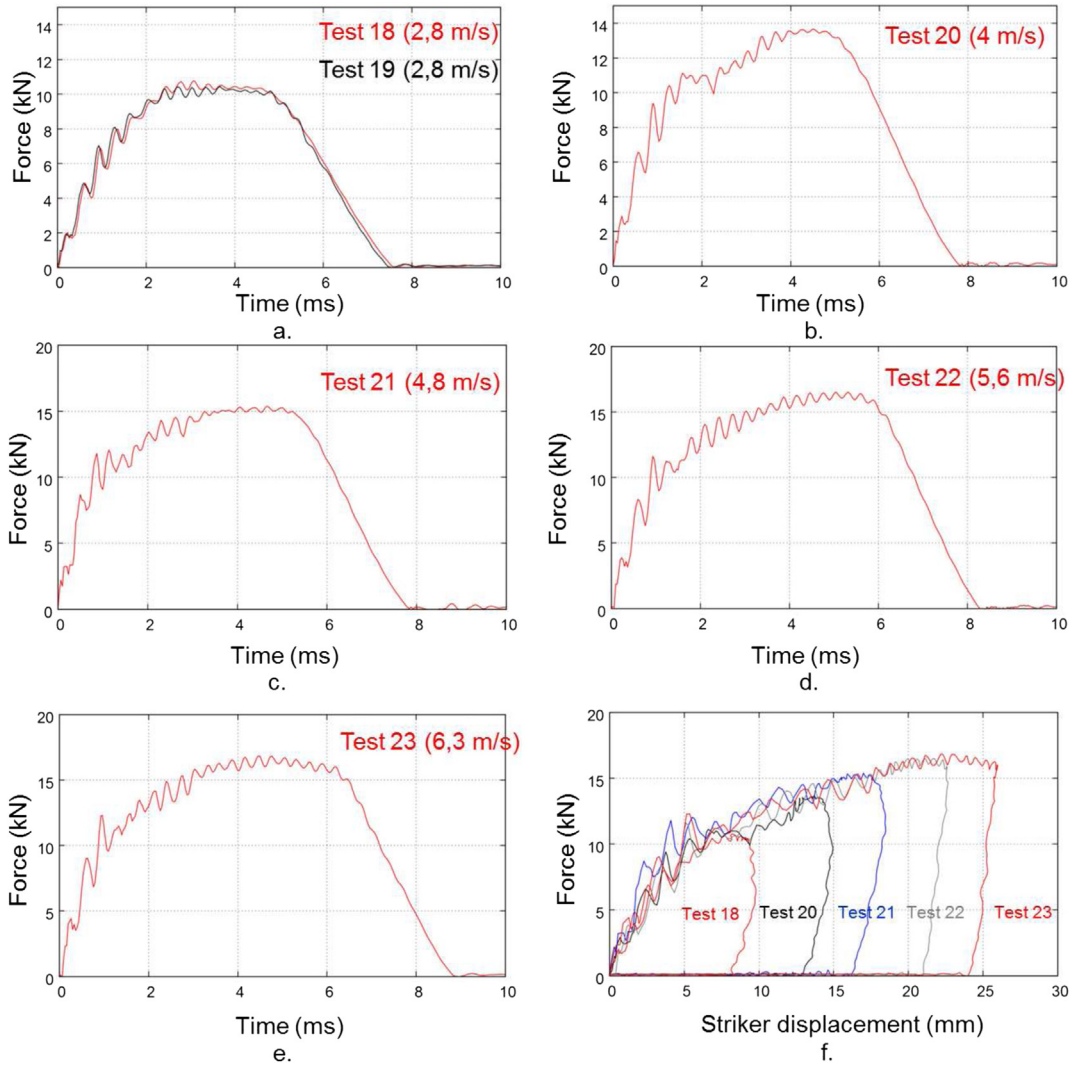 Test 18 (2,8 m/s)
Test 19 (2,8 m/s)
Force (kN)
14
12
10
8
6
4
2
0
0 2 4 6 8 10
Time (ms)
a.
Test 20 (4 m/s)
Force (kN)
14
12
10
8
6
4
2
0
0 2 4 6 8 10
Time (ms)
b.
Test 21 (4,8 m/s)
Force (kN)
20
15
10
5
0
0 2 4 6 8 10
Time (ms)
c.
Test 22 (5,6 m/s)
Force (kN)
20
15
10
5
0
0 2 4 6 8 10
Time (ms)
d.
Test 23 (6,3 m/s)
Force (kN)
20
15
10
5
0
0 2 4 6 8 10
Time (ms)
e.
Force (kN)
20
15
10
5
0
Test 18 Test 20 Test 21 Test 22 Test 23
0 5 10 15 20 25 30
Striker displacement (mm)
f.